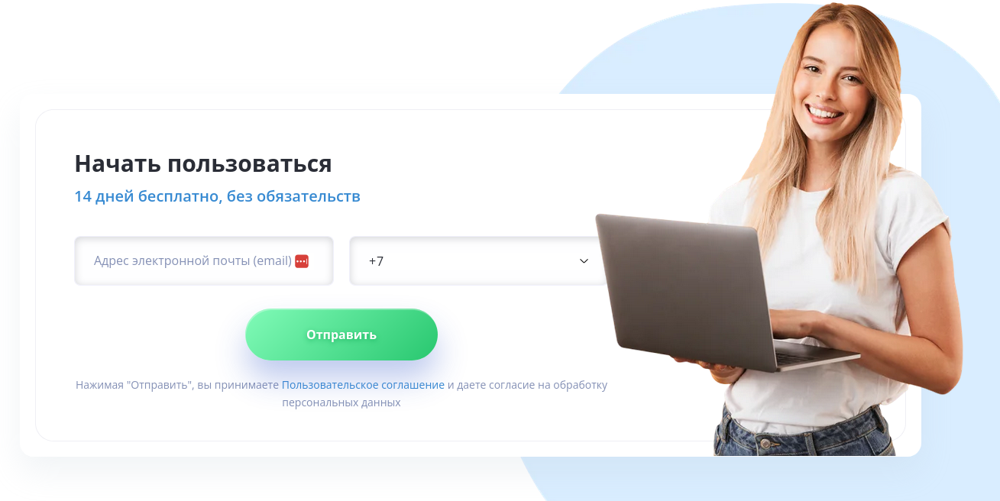 Начать пользоваться
14 дней бесплатно, без обязательств
Адрес электронной почты (email)
+7
Отправить
Нажимая "Отправить", вы принимаете Пользовательское соглашение и даете согласие на обработку
персональных данных